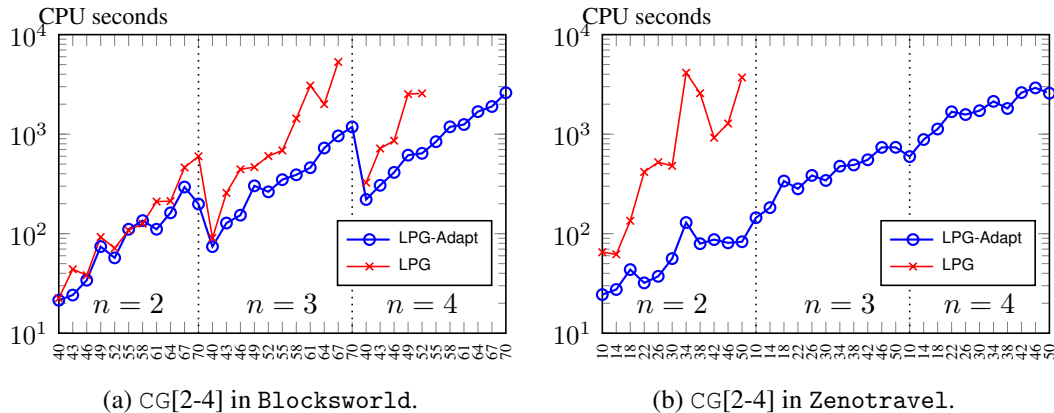 CPU seconds
10^4
10^3
10^2
10^1
LPG-Adapt
LPG
n = 2
n = 3
n = 4
40 43 46 49 52 55 58 61 64 67 70 40 43 46 49 52 55 58 61 64 67 70 40 43 46 49 52 55 58 61 64 67 70
(a) CG[2-4] in Blocksworld.
CPU seconds
10^4
10^3
10^2
10^1
LPG-Adapt
LPG
n = 2
n = 3
n = 4
10 14 18 22 26 30 34 38 42 46 50 10 14 18 22 26 30 34 38 42 46 50 10 14 18 22 26 30 34 38 42 46 50
(b) CG[2-4] in Zenotravel.